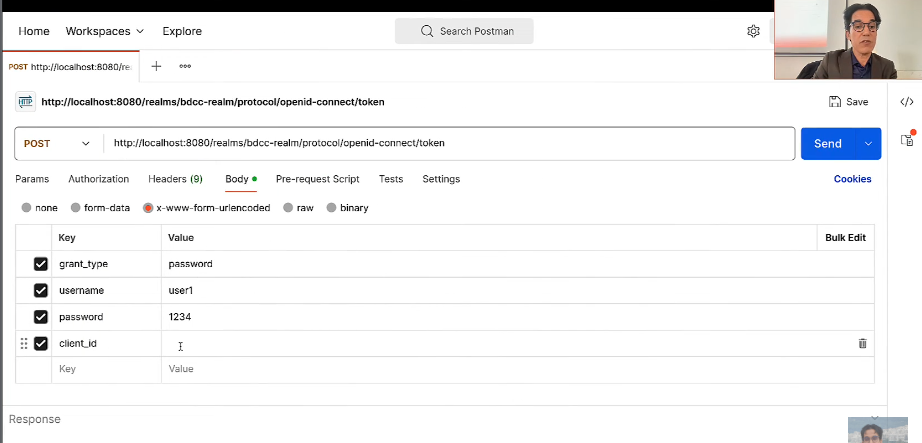 Home Workspaces Explore Search Postman
POST http://localhost:8080/re
http://localhost:8080/realms/bdcc-realm/protocol/openid-connect/token Save
POST http://localhost:8080/realms/bdcc-realm/protocol/openid-connect/token Send
Params Authorization Headers (9) Body Pre-request Script Tests Settings Cookies
none form-data x-www-form-urlencoded raw binary
Key Value Bulk Edit
grant_type password
username user1
password 1234
client_id
Key Value
Response